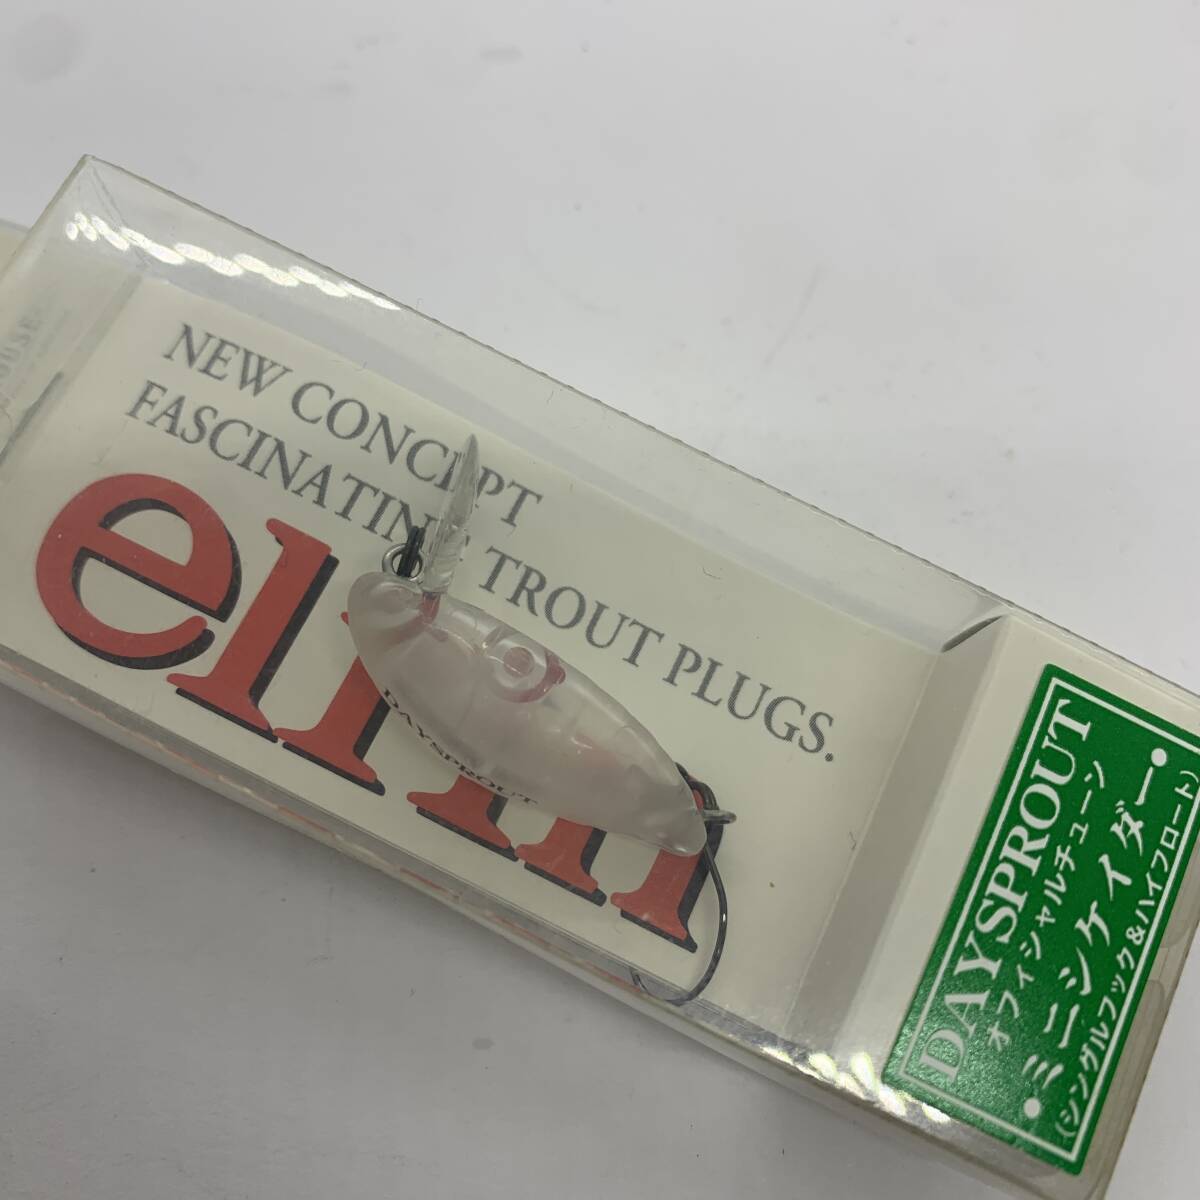 NEW CONCEPT
FASCINATING TROUT PLUGS.
elfin
DAYSPROUT
DAYSPROUT
オフィシャルチューン
•ミニシケイダー•
(シングルフック&ハイフロート)